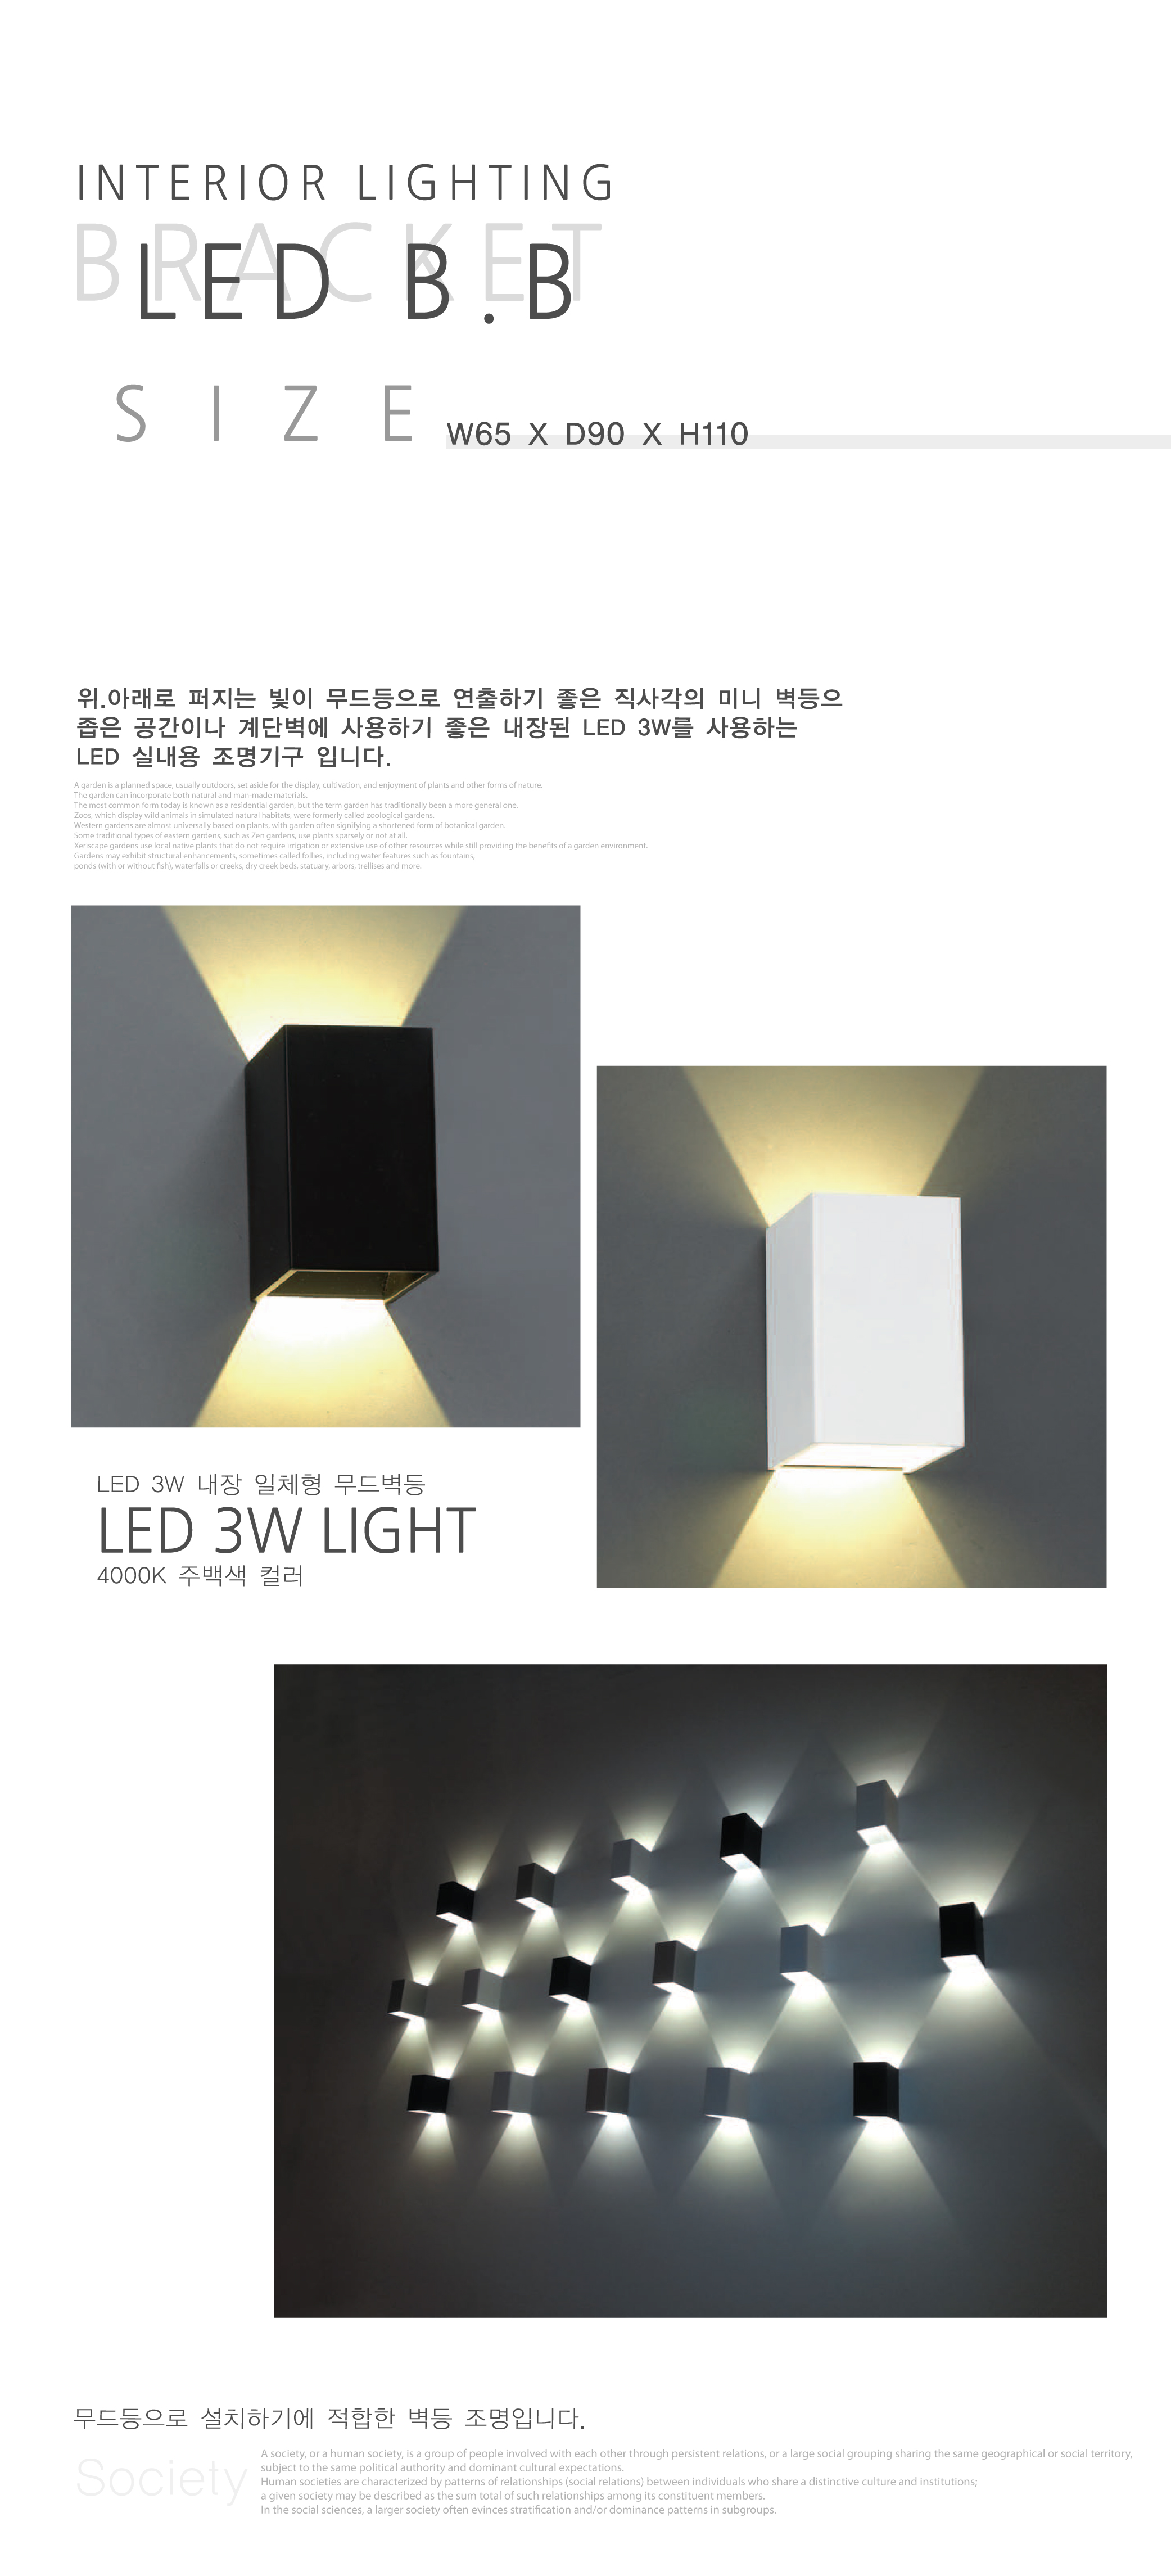 INTERIOR LIGHTING
BRACKET
LED B.B
SIZE
W65 X D90 X H110
위.아래로 퍼지는 빛이 무드등으로 연출하기 좋은 직사각의 미니 벽등으
좁은 공간이나 계단벽에 사용하기 좋은 내장된 LED 3W를 사용하는
LED 실내용 조명기구 입니다.
A garden is a planned space, usually outdoors, set aside for the display, cultivation, and enjoyment of plants and other forms of nature.
The garden can incorporate both natural and man-made materials.
The most common form today is known as a residential garden, but the term garden has traditionally been a more general one.
Zoos, which display wild animals in simulated natural habitats, were formerly called zoological gardens.
Western gardens are almost universally based on plants, with garden often signifying a shortened form of botanical garden.
Some traditional types of eastern gardens, such as Zen gardens, use plants sparsely or not at all.
Xeriscape gardens use local native plants that do not require irrigation or extensive use of other resources while still providing the benefits of a garden environment.
Gardens may exhibit structural enhancements, sometimes called follies, including water features such as fountains,
ponds (with or without fish), waterfalls or creeks, dry creek beds, statuary, arbors, trellises and more.
LED 3W 내장 일체형 무드벽등
LED 3W LIGHT
4000K 주백색 컬러
무드등으로 설치하기에 적합한 벽등 조명입니다.
Society
A society, or a human society, is a group of people involved with each other through persistent relations, or a large social grouping sharing the same geographical or social territory,
subject to the same political authority and dominant cultural expectations.
Human societies are characterized by patterns of relationships (social relations) between individuals who share a distinctive culture and institutions;
a given society may be described as the sum total of such relationships among its constituent members.
In the social sciences, a larger society often evinces stratification and/or dominance patterns in subgroups.